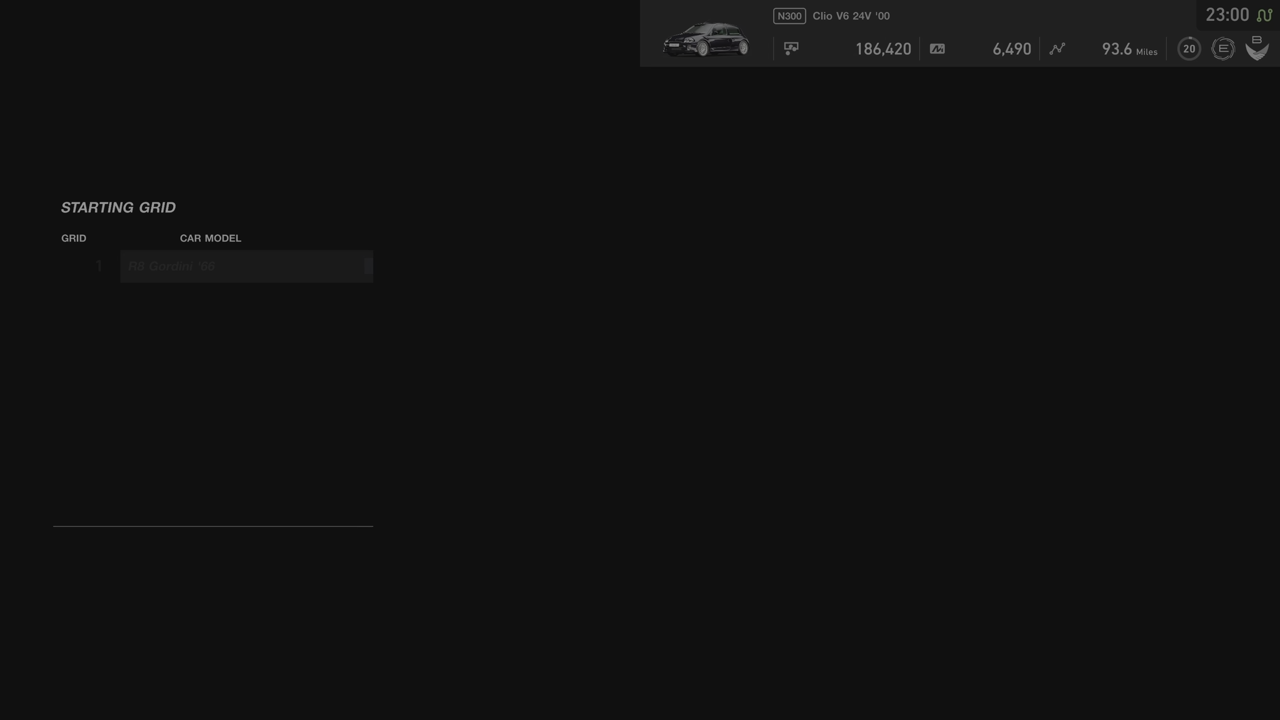 N300 Clio V6 24V '00
23:00
186,420
6,490
93.6 Miles
20
E
B
STARTING GRID
GRID CAR MODEL
1 R8 Gordini '66